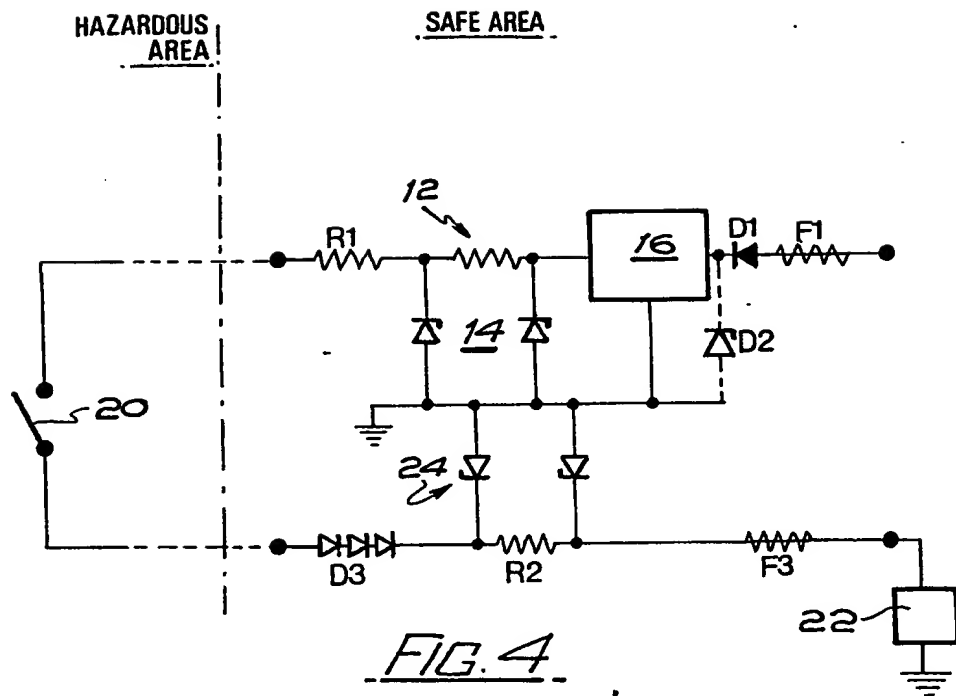 HAZARDOUS
AREA
SAFE AREA
12
R1
16
D1
F1
14
D2
20
24
D3
R2
F3
22
FIG. 4